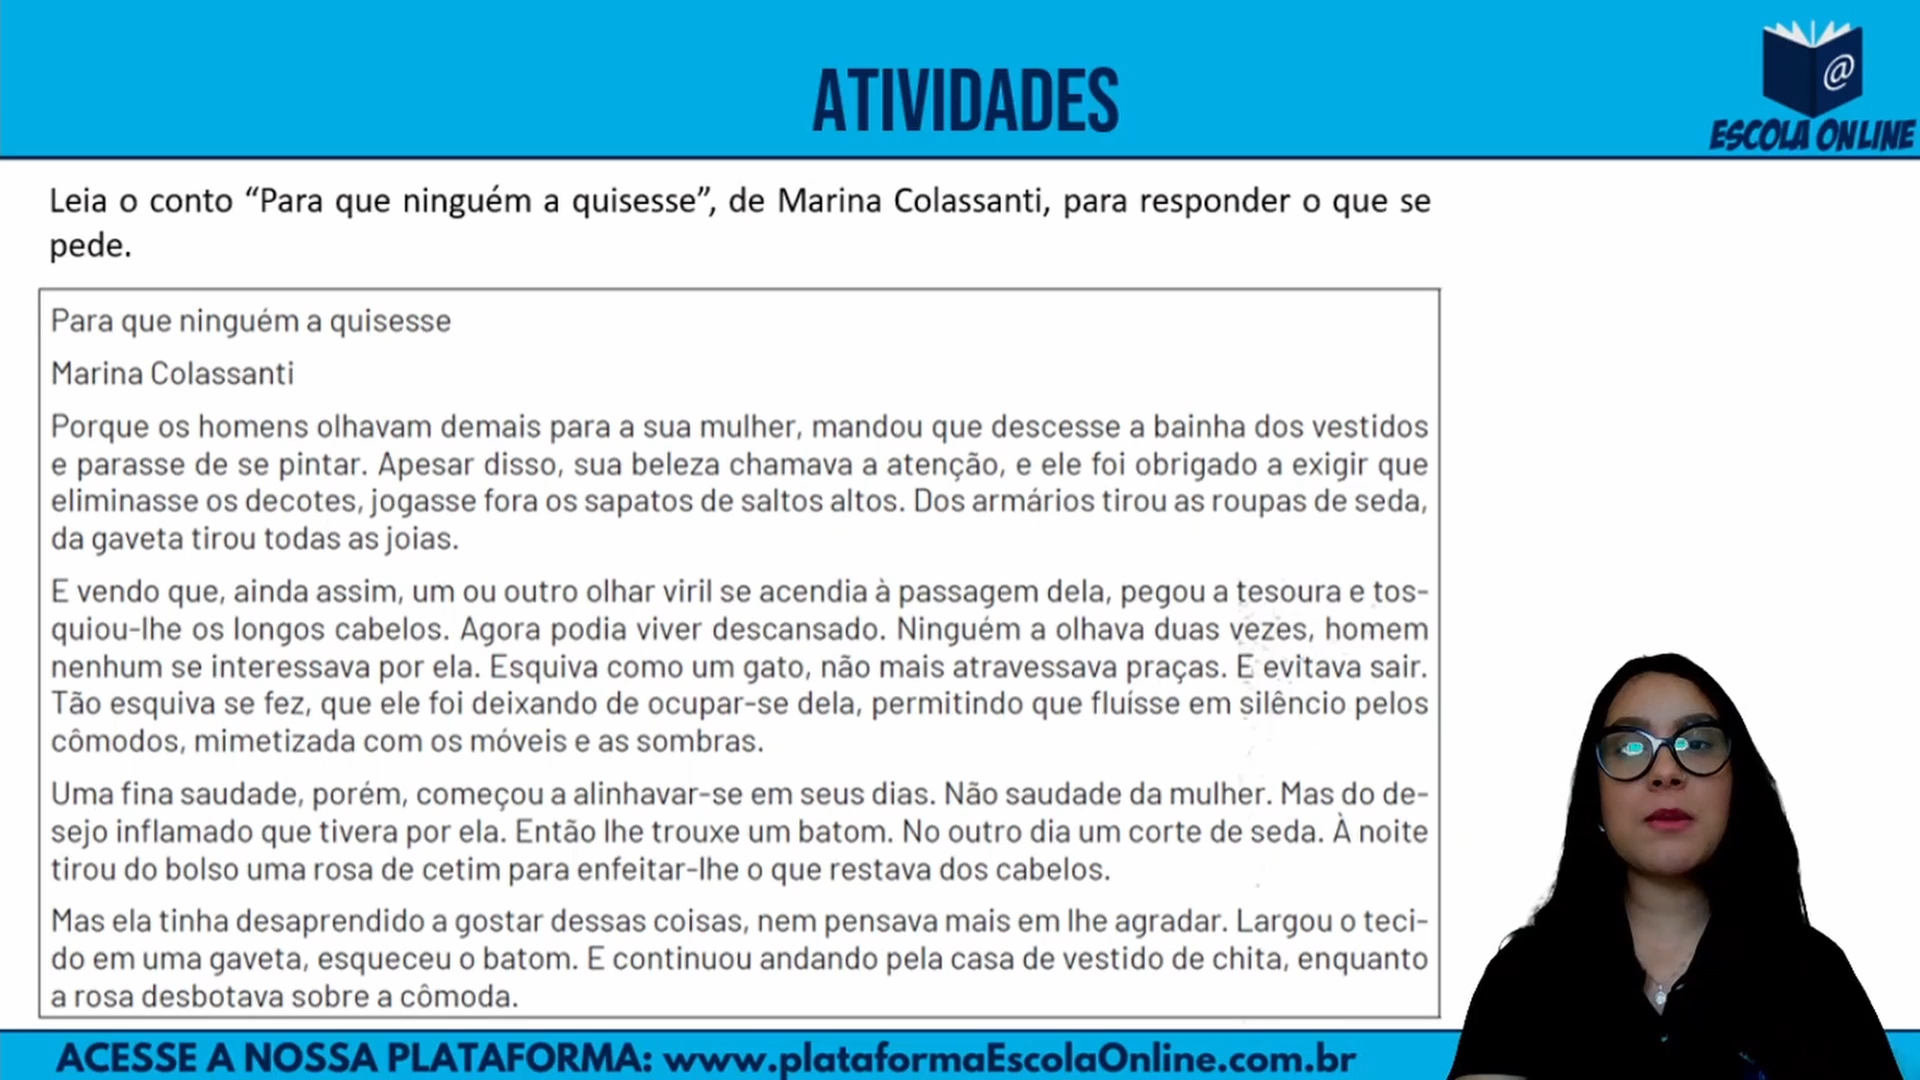 ATIVIDADES
@
ESCOLA ONLINE
Leia o conto “Para que ninguém a quisesse”, de Marina Colassanti, para responder o que se
pede.
Para que ninguém a quisesse
Marina Colassanti
Porque os homens olhavam demais para a sua mulher, mandou que descesse a bainha dos vestidos
e parasse de se pintar. Apesar disso, sua beleza chamava a atenção, e ele foi obrigado a exigir que
eliminasse os decotes, jogasse fora os sapatos de saltos altos. Dos armários tirou as roupas de seda,
da gaveta tirou todas as joias.
E vendo que, ainda assim, um ou outro olhar viril se acendia à passagem dela, pegou a tesoura e tos-
quiou-lhe os longos cabelos. Agora podia viver descansado. Ninguém a olhava duas vezes, homem
nenhum se interessava por ela. Esquiva como um gato, não mais atravessava praças. E evitava sair.
Tão esquiva se fez, que ele foi deixando de ocupar-se dela, permitindo que fluísse em silêncio pelos
cômodos, mimetizada com os móveis e as sombras.
Uma fina saudade, porém, começou a alinhavar-se em seus dias. Não saudade da mulher. Mas do de-
sejo inflamado que tivera por ela. Então lhe trouxe um batom. No outro dia um corte de seda. À noite
tirou do bolso uma rosa de cetim para enfeitar-lhe o que restava dos cabelos.
Mas ela tinha desaprendido a gostar dessas coisas, nem pensava mais em lhe agradar. Largou o teci-
do em uma gaveta, esqueceu o batom. E continuou andando pela casa de vestido de chita, enquanto
a rosa desbotava sobre a cômoda.
ACESSE A NOSSA PLATAFORMA: www.plataformaEscolaOnline.com.br